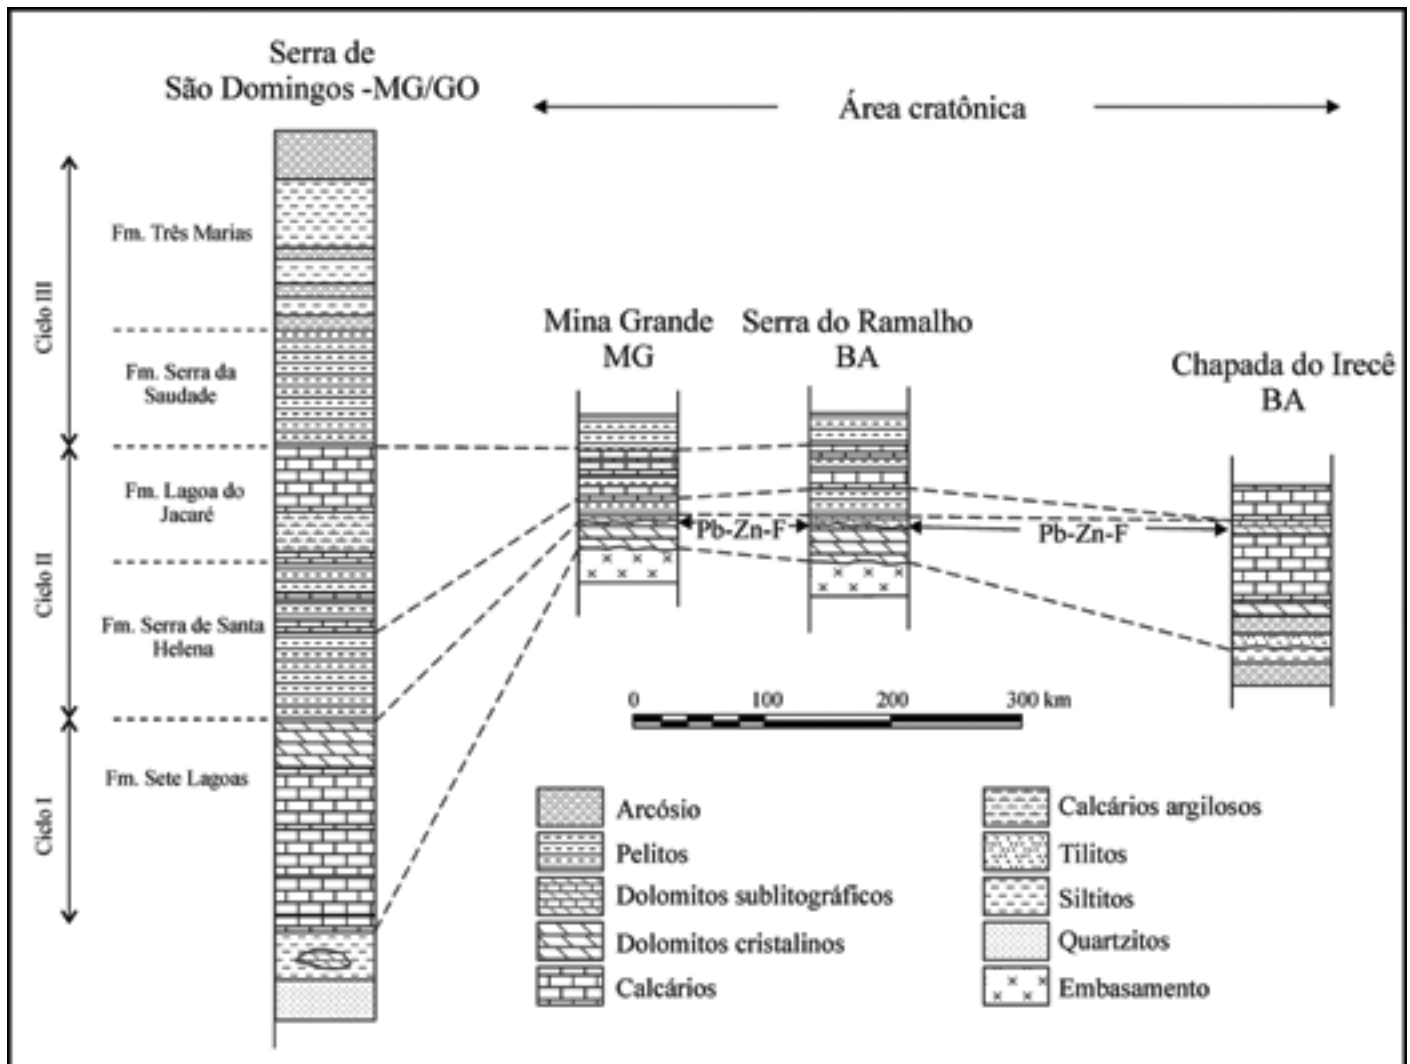 Serra de
São Domingos -MG/GO
Área cratônica
Ciclo III
Fm. Três Marias
Fm. Serra da
Saudade
Mina Grande
MG
Serra do Ramalho
BA
Chapada do Irecê
BA
Ciclo II
Fm. Lagoa do
Jacaré
Fm. Serra de Santa
Helena
Pb-Zn-F
Pb-Zn-F
0 100 200 300 km
Ciclo I
Fm. Sete Lagoas
Arcósio
Pelitos
Dolomitos sublitográficos
Dolomitos cristalinos
Calcários
Calcários argilosos
Tilitos
Siltitos
Quartzitos
Embasamento